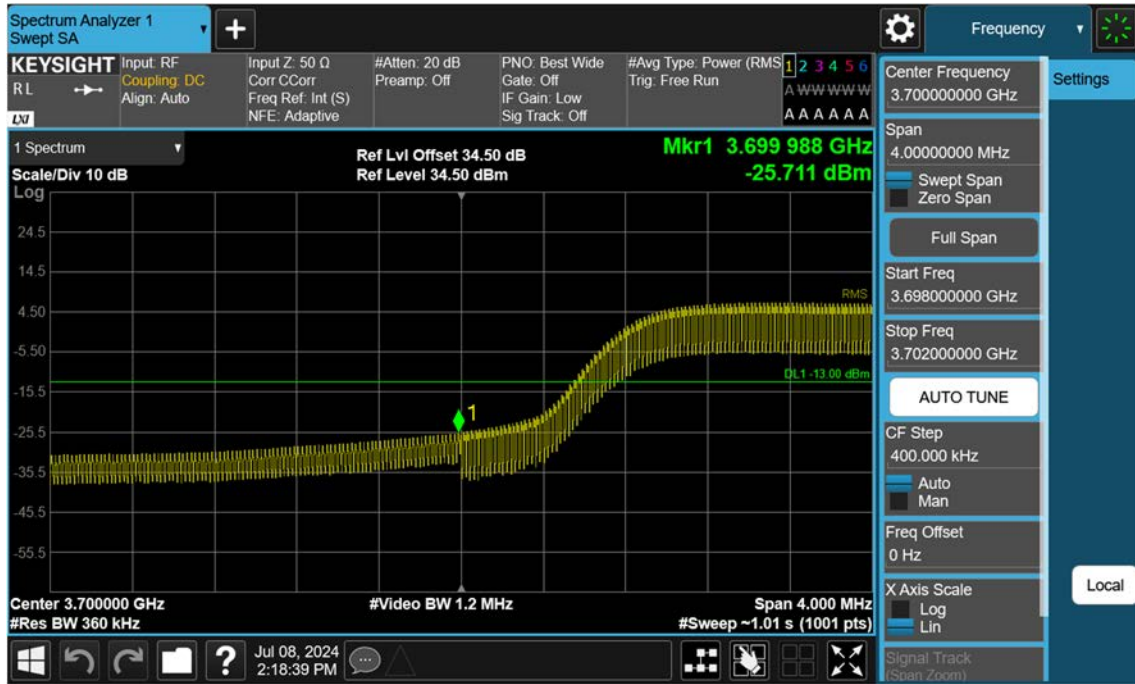 Spectrum Analyzer 1
Swept SA
+
Frequency
KEYSIGHT
R L
LXI
Input: RF
Coupling: DC
Align: Auto
Input Z: 50 Ω
Corr CCorr
Freq Ref: Int (S)
NFE: Adaptive
#Atten: 20 dB
Preamp: Off
PNO: Best Wide
Gate: Off
IF Gain: Low
Sig Track: Off
#Avg Type: Power (RMS
Trig: Free Run
1 2 3 4 5 6
A W W W W W
A A A A A A
1 Spectrum
Scale/Div 10 dB
Ref Lvl Offset 34.50 dB
Ref Level 34.50 dBm
Mkr1 3.699 988 GHz
-25.711 dBm
Log
24.5
14.5
4.50
-5.50
-15.5
-25.5
-35.5
-45.5
-55.5
RMS
DL1 -13.00 dBm
1
Center 3.700000 GHz
#Res BW 360 kHz
#Video BW 1.2 MHz
Span 4.000 MHz
#Sweep ~1.01 s (1001 pts)
Center Frequency
3.700000000 GHz
Span
4.00000000 MHz
Swept Span
Zero Span
Full Span
Start Freq
3.698000000 GHz
Stop Freq
3.702000000 GHz
AUTO TUNE
CF Step
400.000 kHz
Auto
Man
Freq Offset
0 Hz
X Axis Scale
Log
Lin
Signal Track
(Span Zoom)
Settings
Local
?
Jul 08, 2024
2:18:39 PM